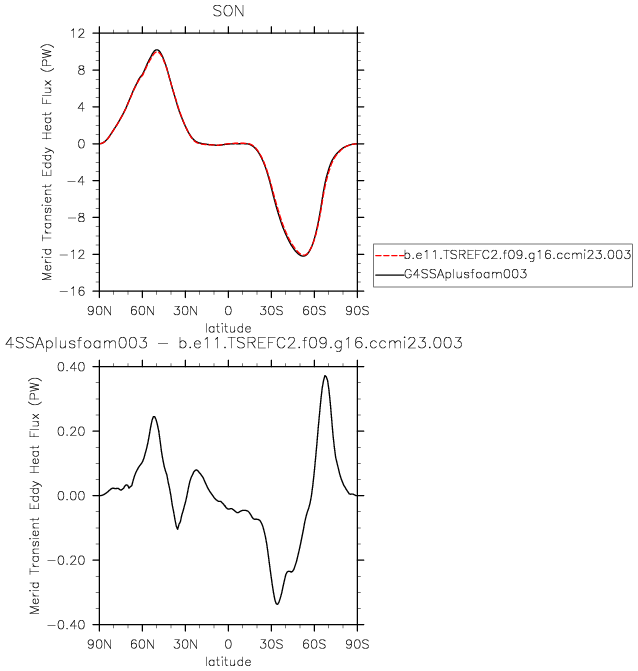 SON
Merid Transient Eddy Heat Flux (PW)
12
8
4
0
−4
−8
−12
−16
90N 60N 30N 0 30S 60S 90S
latitude
b.e11.TSREFC2.f09.g16.ccmi23.003
G4SSAplusfoam003
4SSAplusfoam003 − b.e11.TSREFC2.f09.g16.ccmi23.003
Merid Transient Eddy Heat Flux (PW)
0.40
0.20
0.00
−0.20
−0.40
90N 60N 30N 0 30S 60S 90S
latitude